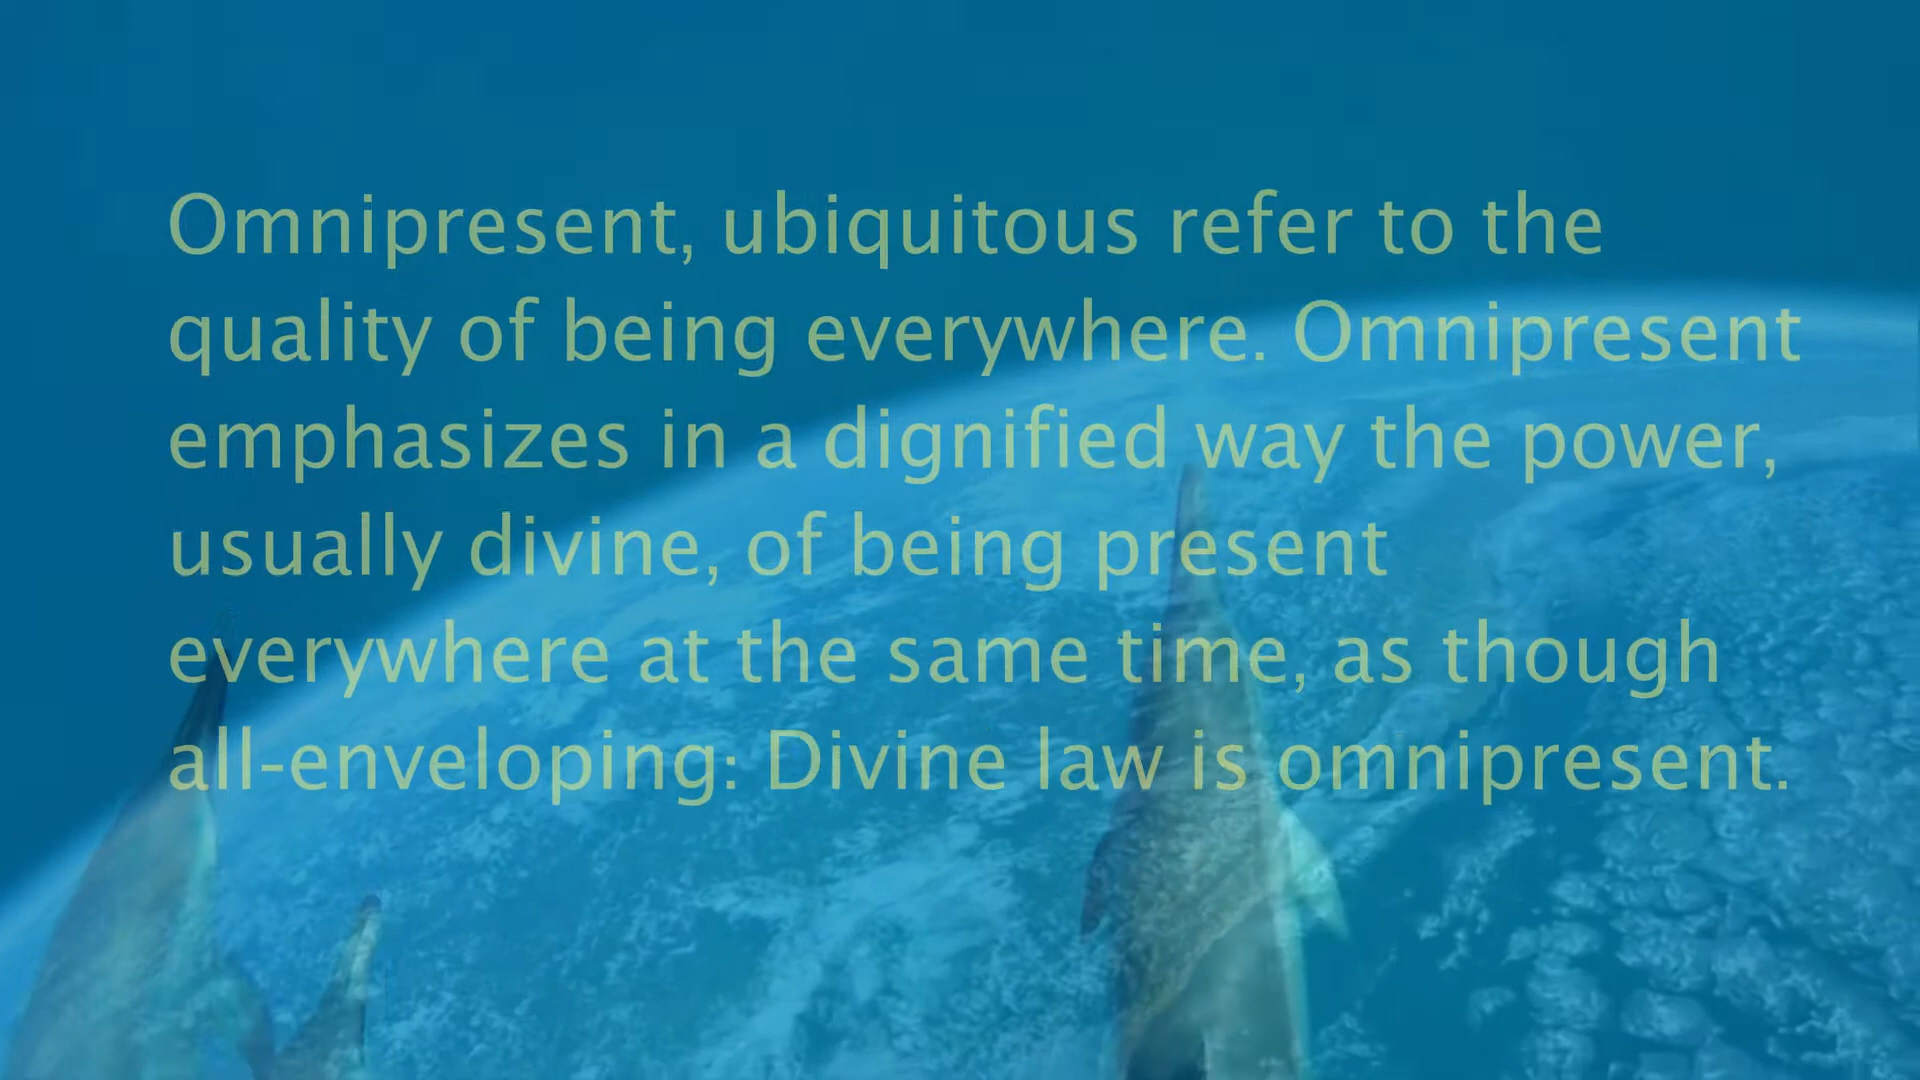 Omnipresent, ubiquitous refer to the
quality of being everywhere. Omnipresent
emphasizes in a dignified way the power,
usually divine, of being present
everywhere at the same time, as though
all-enveloping: Divine law is omnipresent.